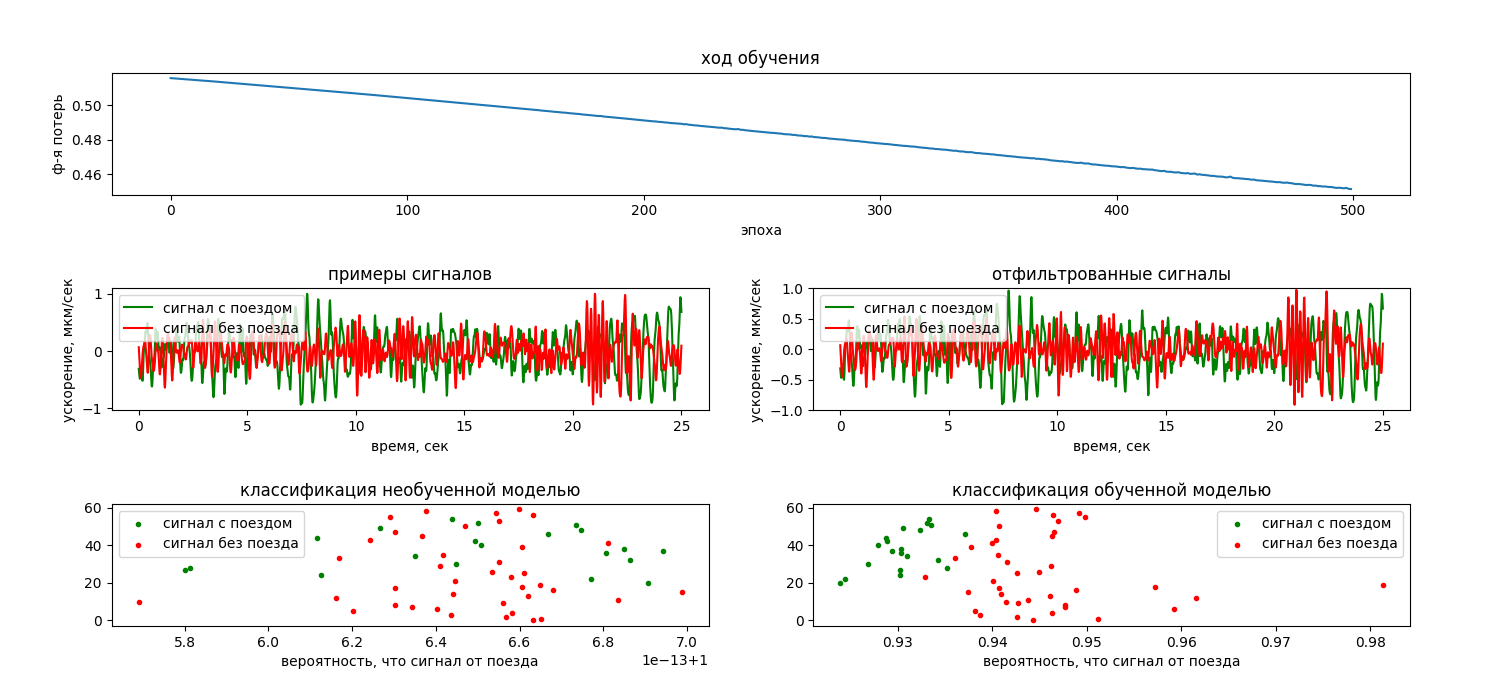 ход обучения
ф-я потерь
0.50
0.48
0.46
0 100 200 300 400 500
эпоха
примеры сигналов
ускорение, мкм/сек
1
0
−1
сигнал с поездом
сигнал без поезда
0 5 10 15 20 25
время, сек
отфильтрованные сигналы
ускорение, мкм/сек
1.0
0.5
0.0
−0.5
−1.0
сигнал с поездом
сигнал без поезда
0 5 10 15 20 25
время, сек
классификация необученной моделью
60
40
20
0
сигнал с поездом
сигнал без поезда
5.8 6.0 6.2 6.4 6.6 6.8 7.0
вероятность, что сигнал от поезда
1e−13+1
классификация обученной моделью
60
40
20
0
сигнал с поездом
сигнал без поезда
0.93 0.94 0.95 0.96 0.97 0.98
вероятность, что сигнал от поезда